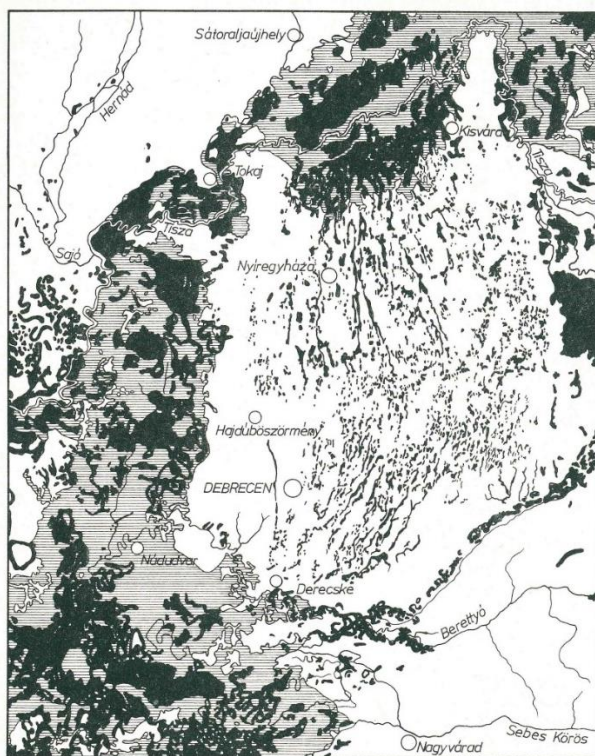 Sátoraljaújhely
Hernád
Kisvárda
Tokaj
Tisza
Tisza
Sajó
Nyíregyháza
Hajdúböszörmény
DEBRECEN
Nádudvar
Derecske
Berettyó
Sebes Körös
Nagyvárad